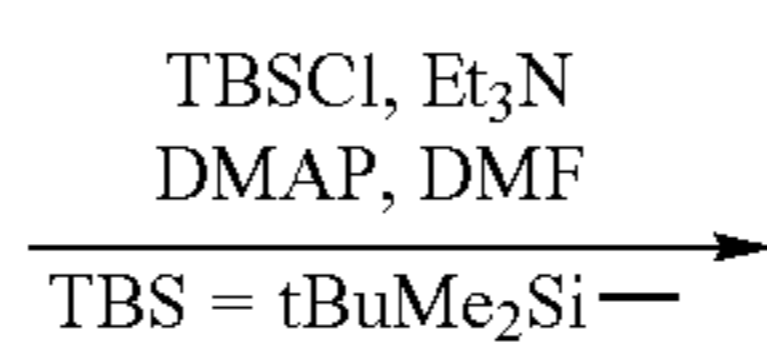 TBSCl, Et₃N
DMAP, DMF
TBS = tBuMe₂Si—